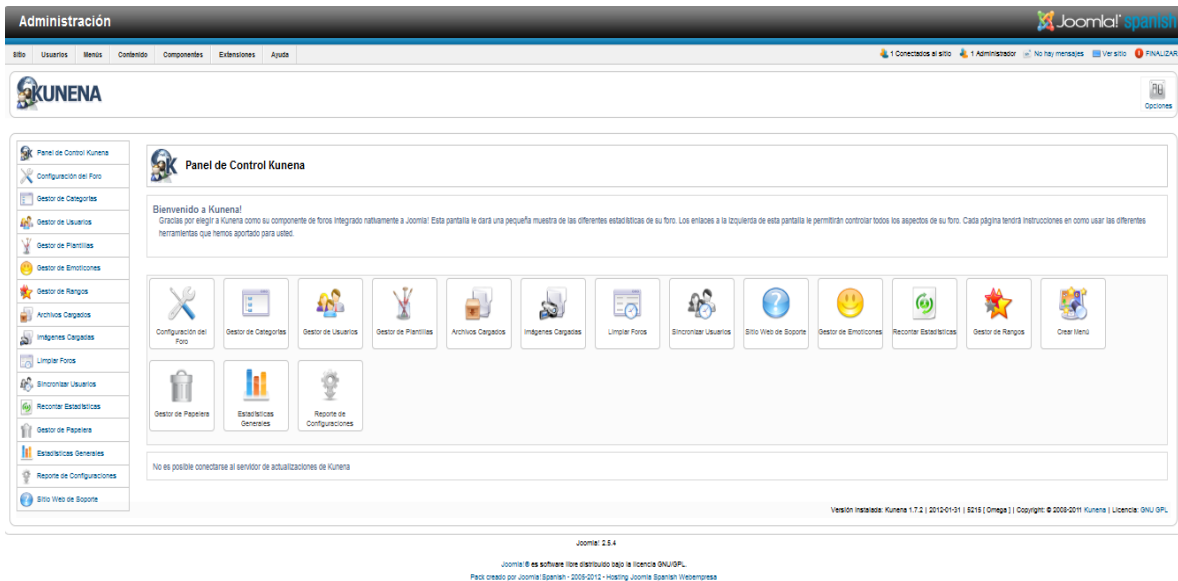 Administración
Joomla! spanish
Sitio Usuarios Menús Contenido Componentes Extensiones Ayuda
1 Conectados al sitio 1 Administrador No hay mensajes Ver sitio FINALIZAR
KUNENA
Opciones
Panel de Control Kunena
Configuración del Foro
Gestor de Categorías
Gestor de Usuarios
Gestor de Plantillas
Gestor de Emoticones
Gestor de Rangos
Archivos Cargados
Imágenes Cargadas
Limpiar Foros
Sincronizar Usuarios
Recontar Estadísticas
Gestor de Papelera
Estadísticas Generales
Reporte de Configuraciones
Sitio Web de Soporte
Panel de Control Kunena
Bienvenido a Kunena!
Gracias por elegir a Kunena como su componente de foros integrado nativamente a Joomla! Esta pantalla le dará una pequeña muestra de las diferentes estadísticas de su foro. Los enlaces a la izquierda de esta pantalla le permitirán controlar todos los aspectos de su foro. Cada página tendrá instrucciones en como usar las diferentes
herramientas que hemos aportado para usted.
Configuración del Foro
Gestor de Categorías
Gestor de Usuarios
Gestor de Plantillas
Archivos Cargados
Imágenes Cargadas
Limpiar Foros
Sincronizar Usuarios
Sitio Web de Soporte
Gestor de Emoticones
Recontar Estadísticas
Gestor de Rangos
Crear Menú
Gestor de Papelera
Estadísticas Generales
Reporte de Configuraciones
No es posible conectarse al servidor de actualizaciones de Kunena
Versión instalada: Kunena 1.7.2 | 2012-01-31 | 5215 [ Omega ] | Copyright: © 2008-2011 Kunena | Licencia: GNU GPL
Joomla! 2.5.4
Joomla!® es software libre distribuido bajo la licencia GNU/GPL.
Pack creado por Joomla! Spanish - 2005-2012 - Hosting Joomla Spanish Webempresa